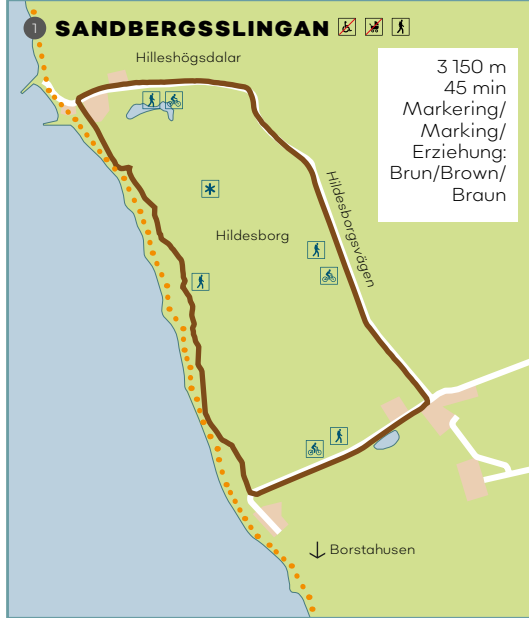 1 SANDBERGSSLINGAN
Hilleshögsdalar
3 150 m
45 min
Markering/
Marking/
Erziehung:
Brun/Brown/
Braun
Hildesborgsvägen
Hildesborg
Borstahusen